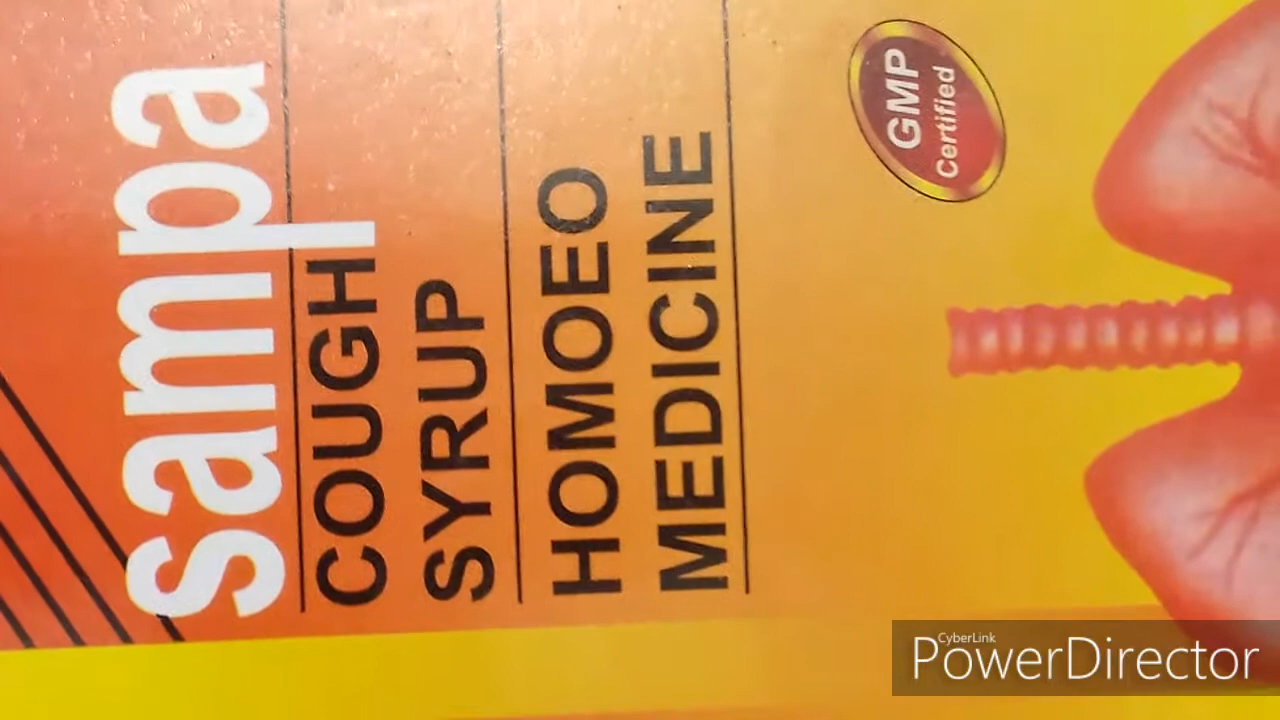 sampa
COUGH
SYRUP
HOMOEO
MEDICINE
GMP
Certified
CyberLink
PowerDirector